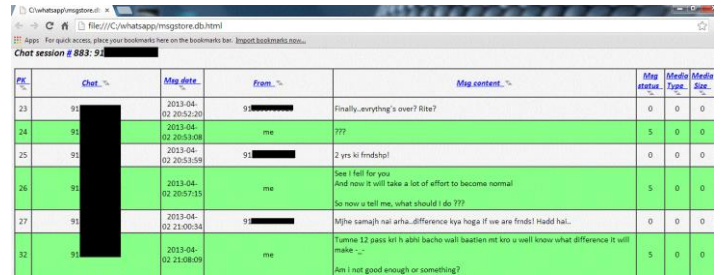 C:\whatsapp\msgstore.db
file:///C:/whatsapp/msgstore.db.html
Apps For quick access, place your bookmarks here on the bookmarks bar. Import bookmarks now...
Chat session # 883: 91
PK Chat Msg date From Msg content Msg status Media Type Media Size
23 91 2013-04-02 20:52:20 91 Finally..evrythng's over? Rite? 0 0 0
24 91 2013-04-02 20:53:08 me ??? 5 0 0
25 91 2013-04-02 20:53:59 91 2 yrs ki frndshp! 0 0 0
26 91 2013-04-02 20:57:15 me See I fell for you
And now it will take a lot of effort to become normal
So now u tell me, what should I do ??? 5 0 0
27 91 2013-04-02 21:00:34 91 Mjhe samajh nai arha..difference kya hoga If we are frnds! Hadd hai.. 0 0 0
32 91 2013-04-02 21:08:09 me Tumne 12 pass krl h abhi bacho wali baatien mt kro u well know what difference it will
make -_-
Am I not good enough or something? 5 0 0